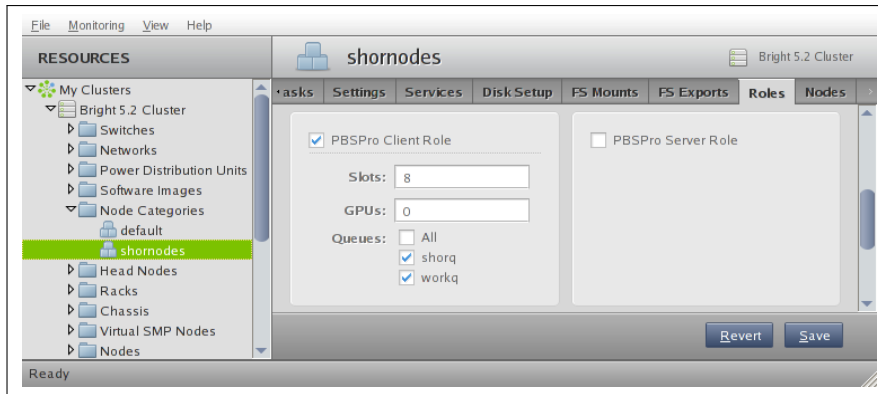 File Monitoring View Help
RESOURCES
My Clusters
Bright 5.2 Cluster
Switches
Networks
Power Distribution Units
Software Images
Node Categories
default
shornodes
Head Nodes
Racks
Chassis
Virtual SMP Nodes
Nodes
shornodes
Bright 5.2 Cluster
asks Settings Services Disk Setup FS Mounts FS Exports Roles Nodes
PBSPro Client Role
Slots: 8
GPUs: 0
Queues: All
shorq
workq
PBSPro Server Role
Revert Save
Ready